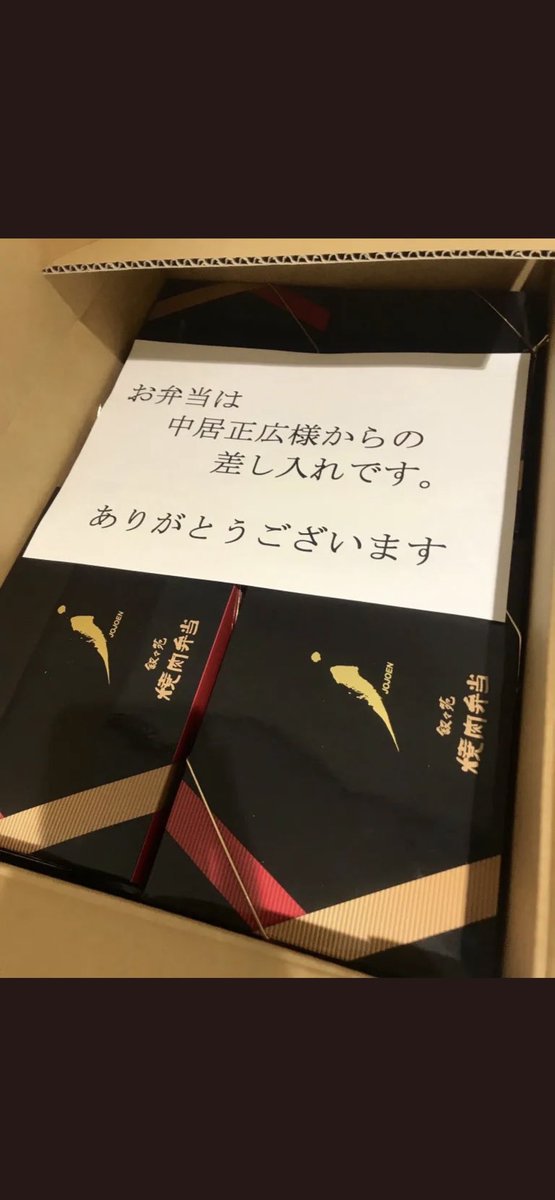 お弁当は
中居正広様からの
差し入れです。
ありがとうございます
JOJOEN
叙々苑
焼肉弁当
JOJOEN
叙々苑
焼肉弁当